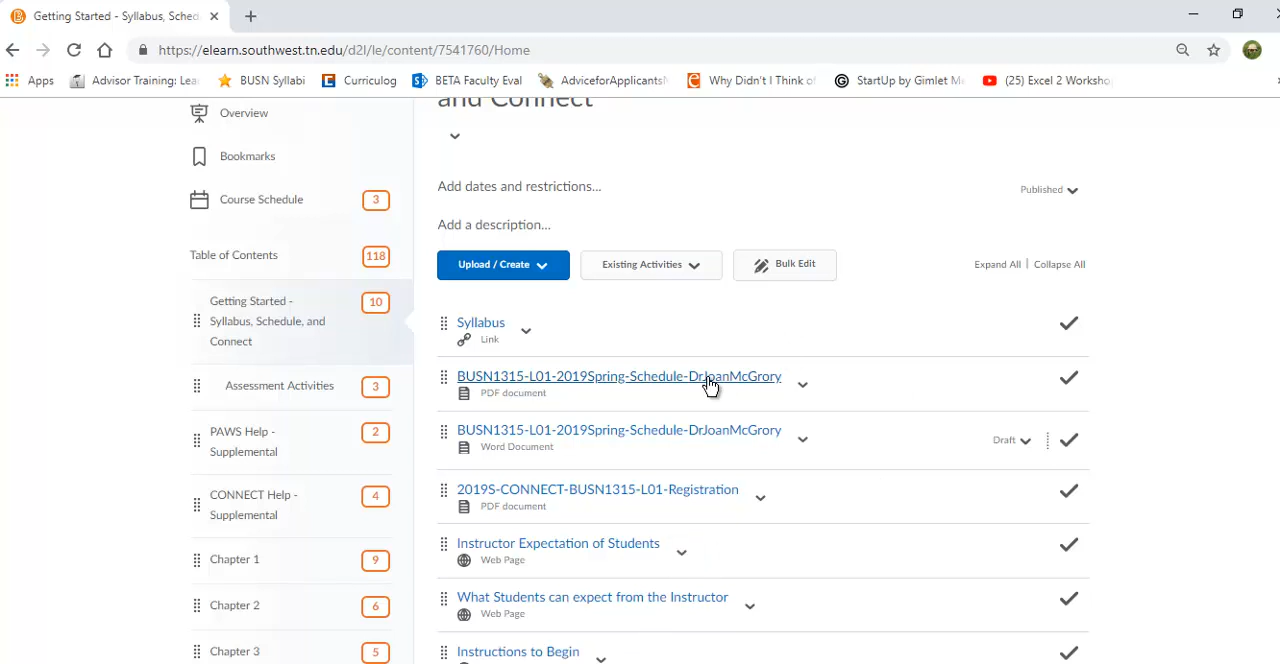 Getting Started - Syllabus, Sched
https://elearn.southwest.tn.edu/d2l/le/content/7541760/Home
Apps
Advisor Training: Lea
BUSN Syllabi
Curriculog
BETA Faculty Eval
AdviceforApplicants
Why Didn't I Think of
StartUp by Gimlet Me
(25) Excel 2 Worksho
and Connect
Overview
Bookmarks
Course Schedule
3
Table of Contents
118
Getting Started -
Syllabus, Schedule, and
Connect
10
Assessment Activities
3
PAWS Help -
Supplemental
2
CONNECT Help -
Supplemental
4
Chapter 1
9
Chapter 2
6
Chapter 3
5
Add dates and restrictions...
Published
Add a description...
Upload / Create
Existing Activities
Bulk Edit
Expand All | Collapse All
Syllabus
Link
BUSN1315-L01-2019Spring-Schedule-DrJoanMcGrory
PDF document
BUSN1315-L01-2019Spring-Schedule-DrJoanMcGrory
Word Document
Draft
2019S-CONNECT-BUSN1315-L01-Registration
PDF document
Instructor Expectation of Students
Web Page
What Students can expect from the Instructor
Web Page
Instructions to Begin